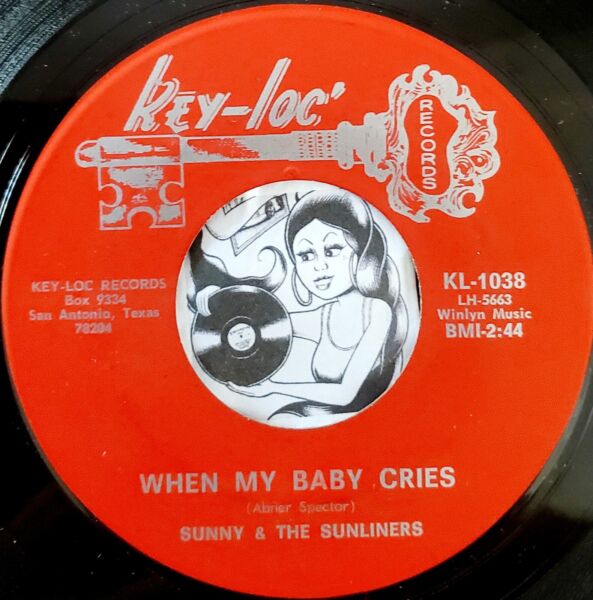 Key-loc'
RECORDS
KEY-LOC RECORDS
Box 9334
San Antonio, Texas
78204
KL-1038
LH-5663
Winlyn Music
BMI-2:44
WHEN MY BABY CRIES
(Abrier Spector)
SUNNY & THE SUNLINERS